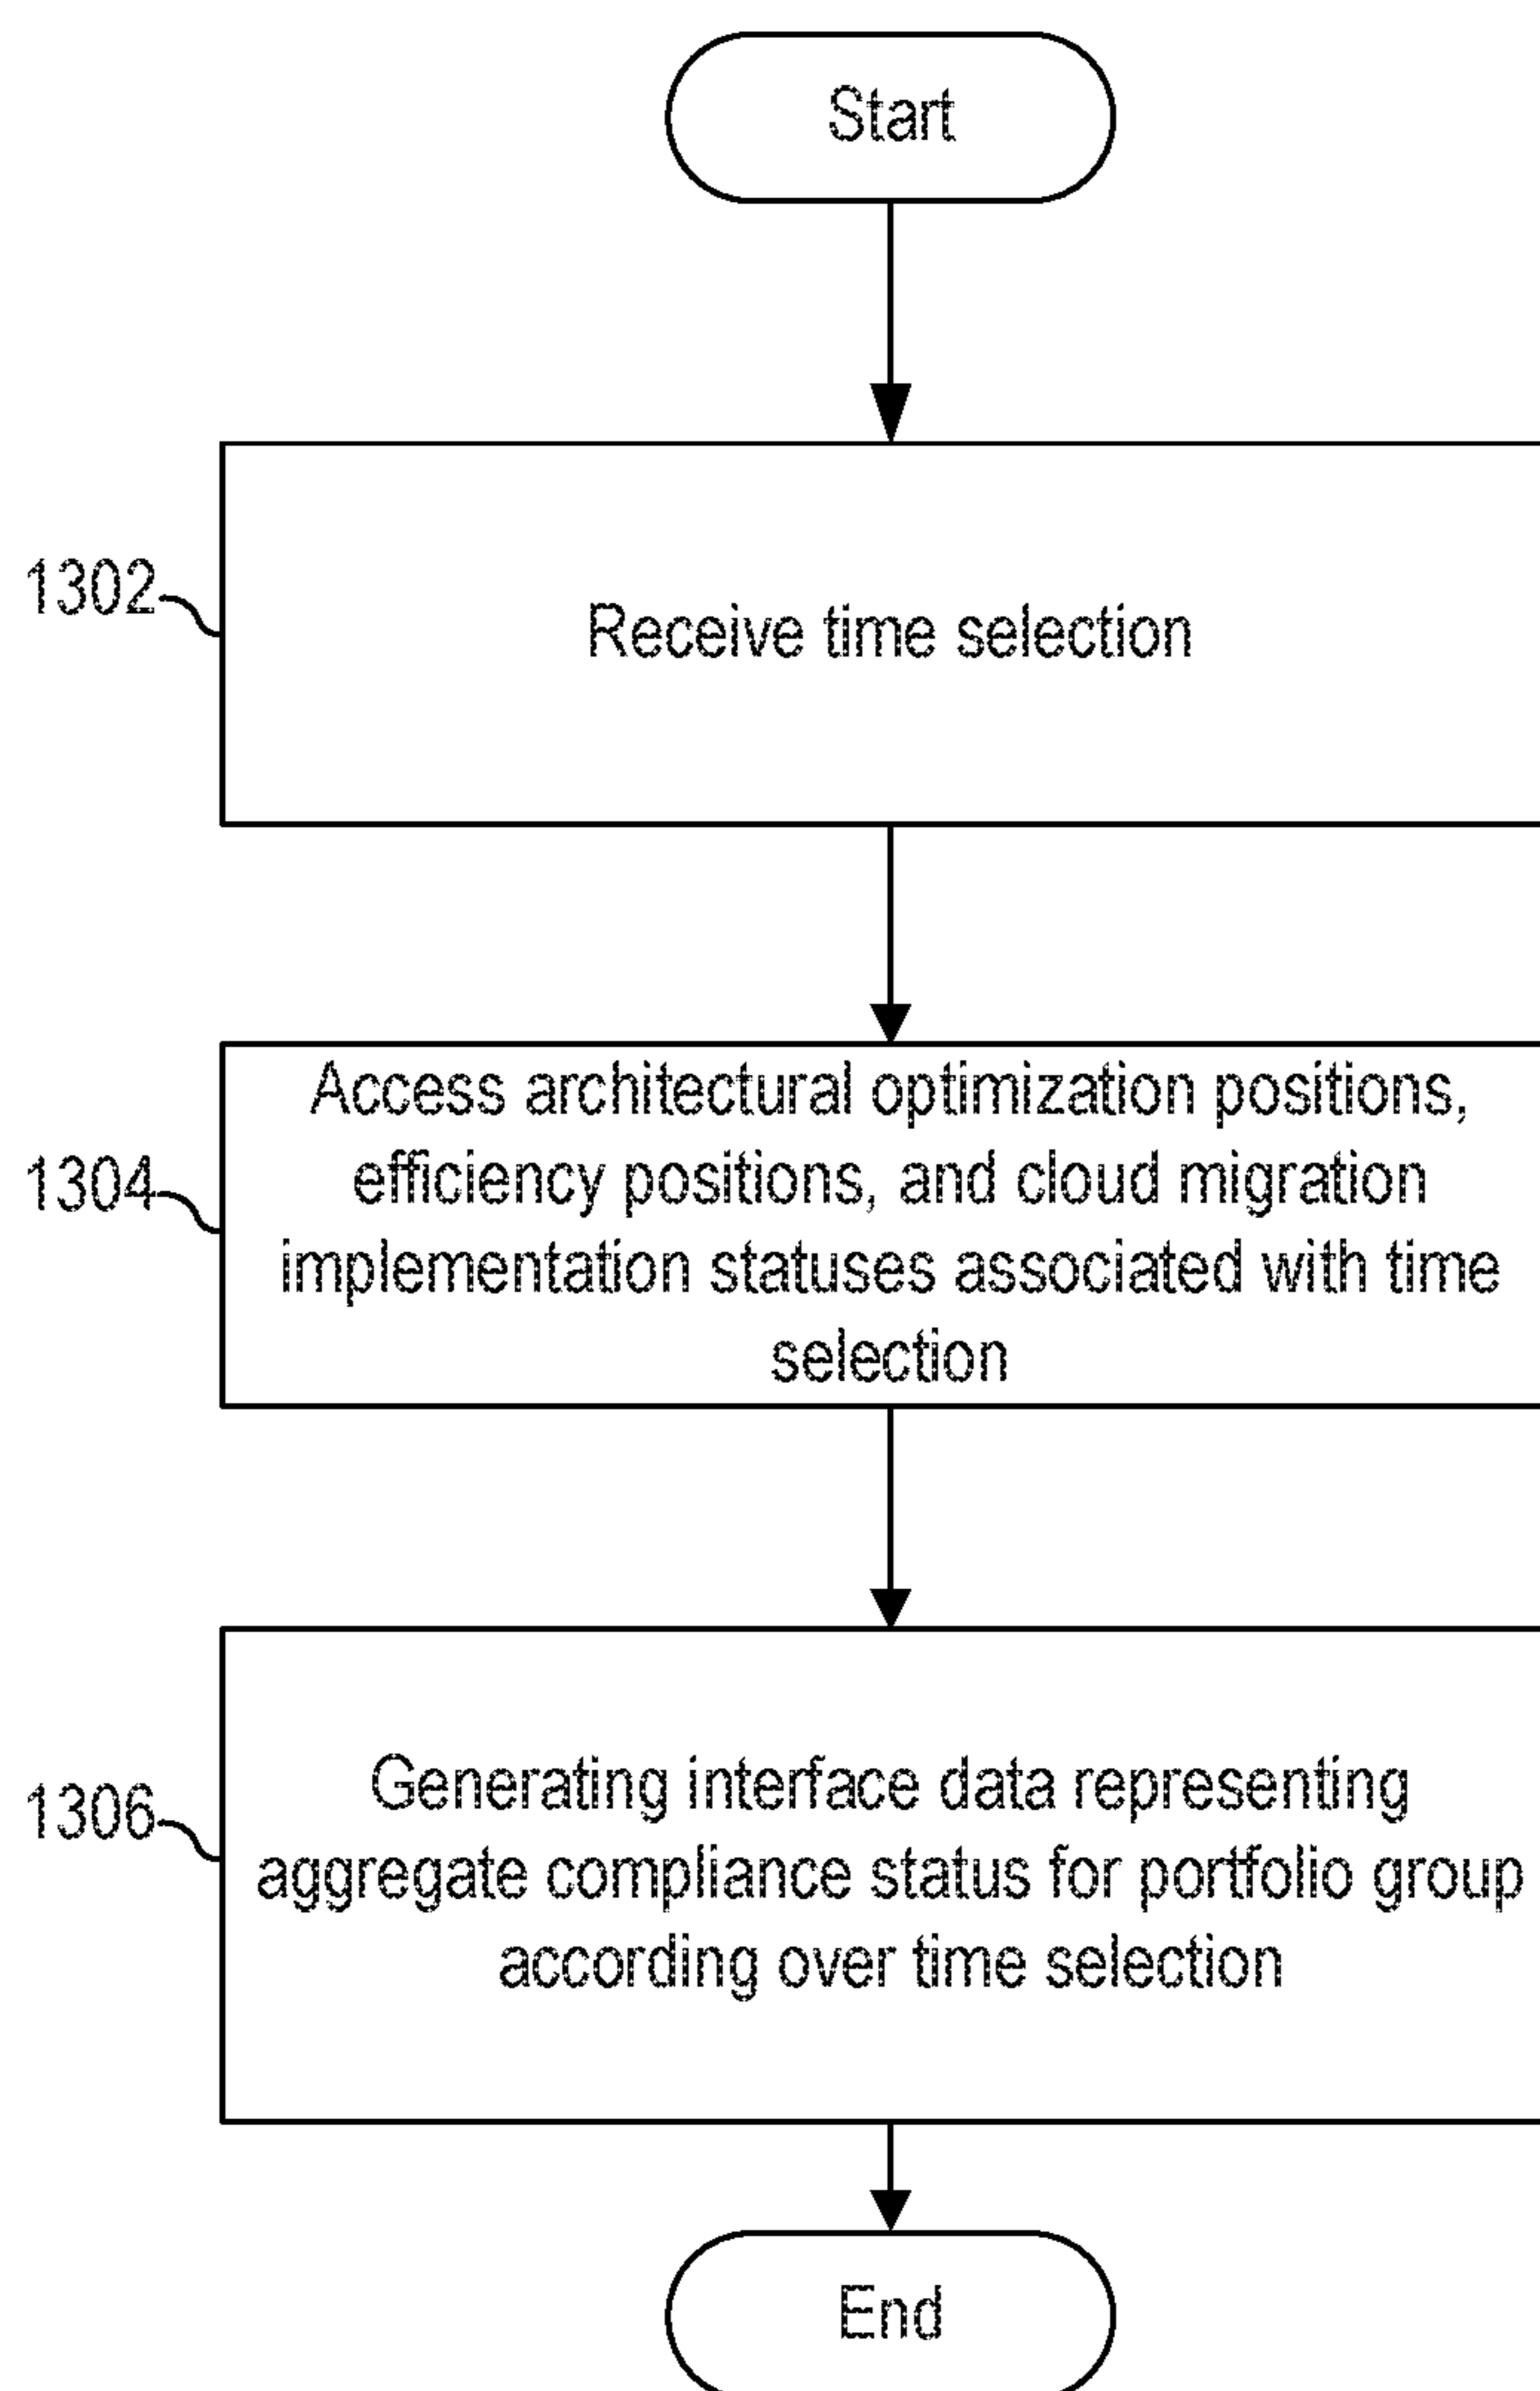 Start
1302
Receive time selection
1304
Access architectural optimization positions,
efficiency positions, and cloud migration
implementation statuses associated with time
selection
1306
Generating interface data representing
aggregate compliance status for portfolio group
according over time selection
End